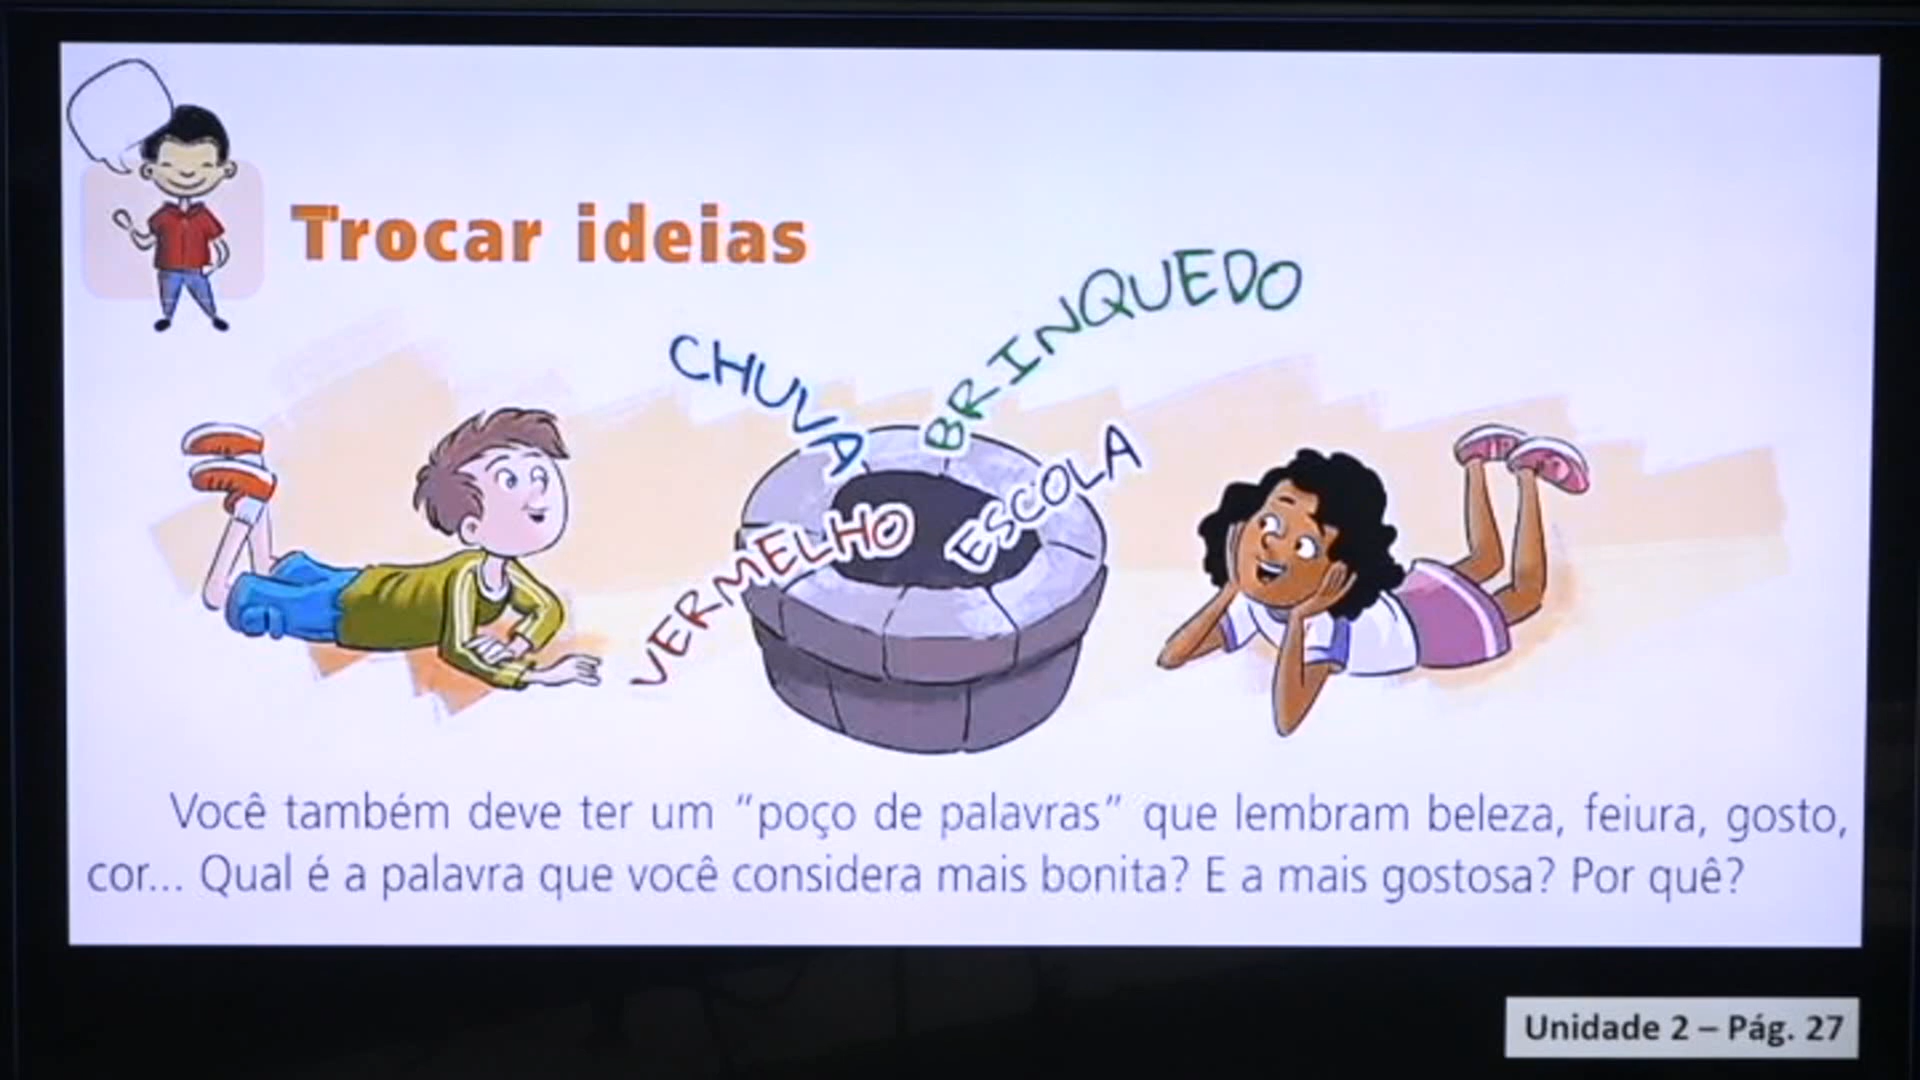 Trocar ideias
BRINQUEDO
CHUVA
ESCOLA
VERMELHO
Você também deve ter um “poço de palavras” que lembram beleza, feiura, gosto,
cor... Qual é a palavra que você considera mais bonita? E a mais gostosa? Por quê?
Unidade 2 – Pág. 27